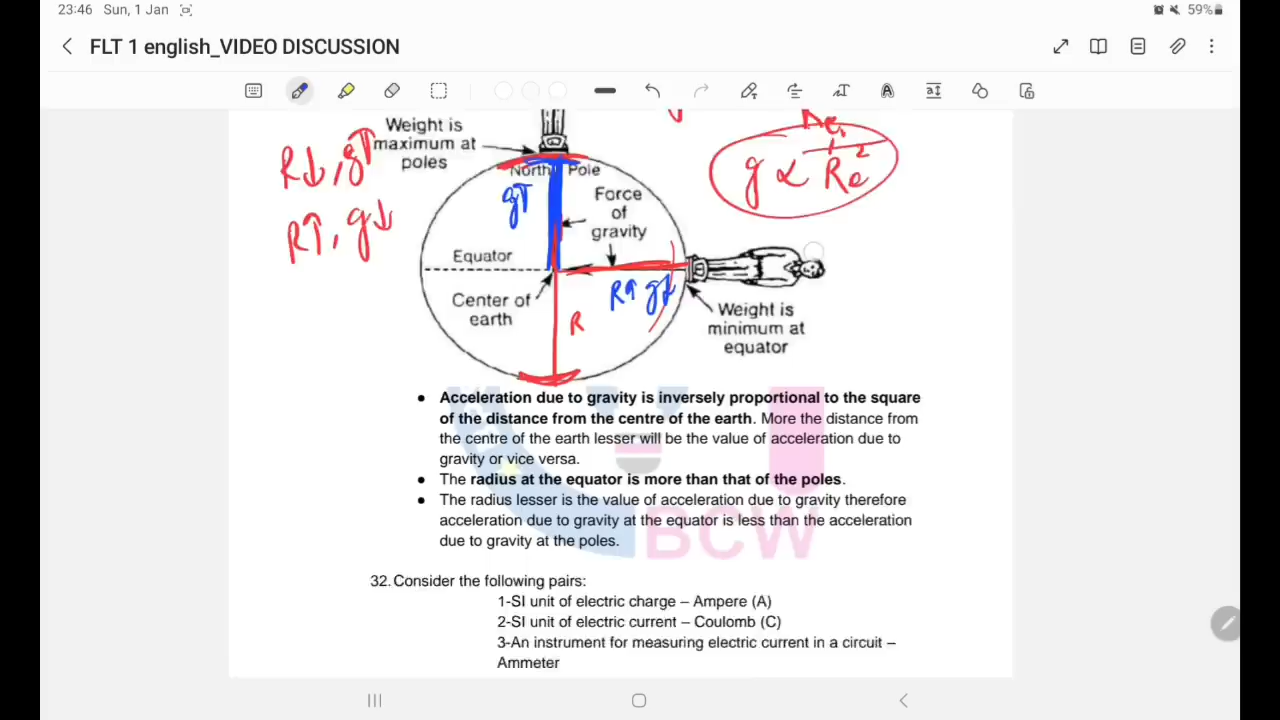 23:46 Sun, 1 Jan
59%
FLT 1 english_VIDEO DISCUSSION
Weight is
maximum at
poles
North Pole
R↓, g↑
R↑, g↓
g ∝ 1/Re²
g↑
Force
of
gravity
Equator
Center of
earth
R
R↑ g↓
Weight is
minimum at
equator
• Acceleration due to gravity is inversely proportional to the square
of the distance from the centre of the earth. More the distance from
the centre of the earth lesser will be the value of acceleration due to
gravity or vice versa.
• The radius at the equator is more than that of the poles.
• The radius lesser is the value of acceleration due to gravity therefore
acceleration due to gravity at the equator is less than the acceleration
due to gravity at the poles.
BCW
32. Consider the following pairs:
1-SI unit of electric charge – Ampere (A)
2-SI unit of electric current – Coulomb (C)
3-An instrument for measuring electric current in a circuit –
Ammeter